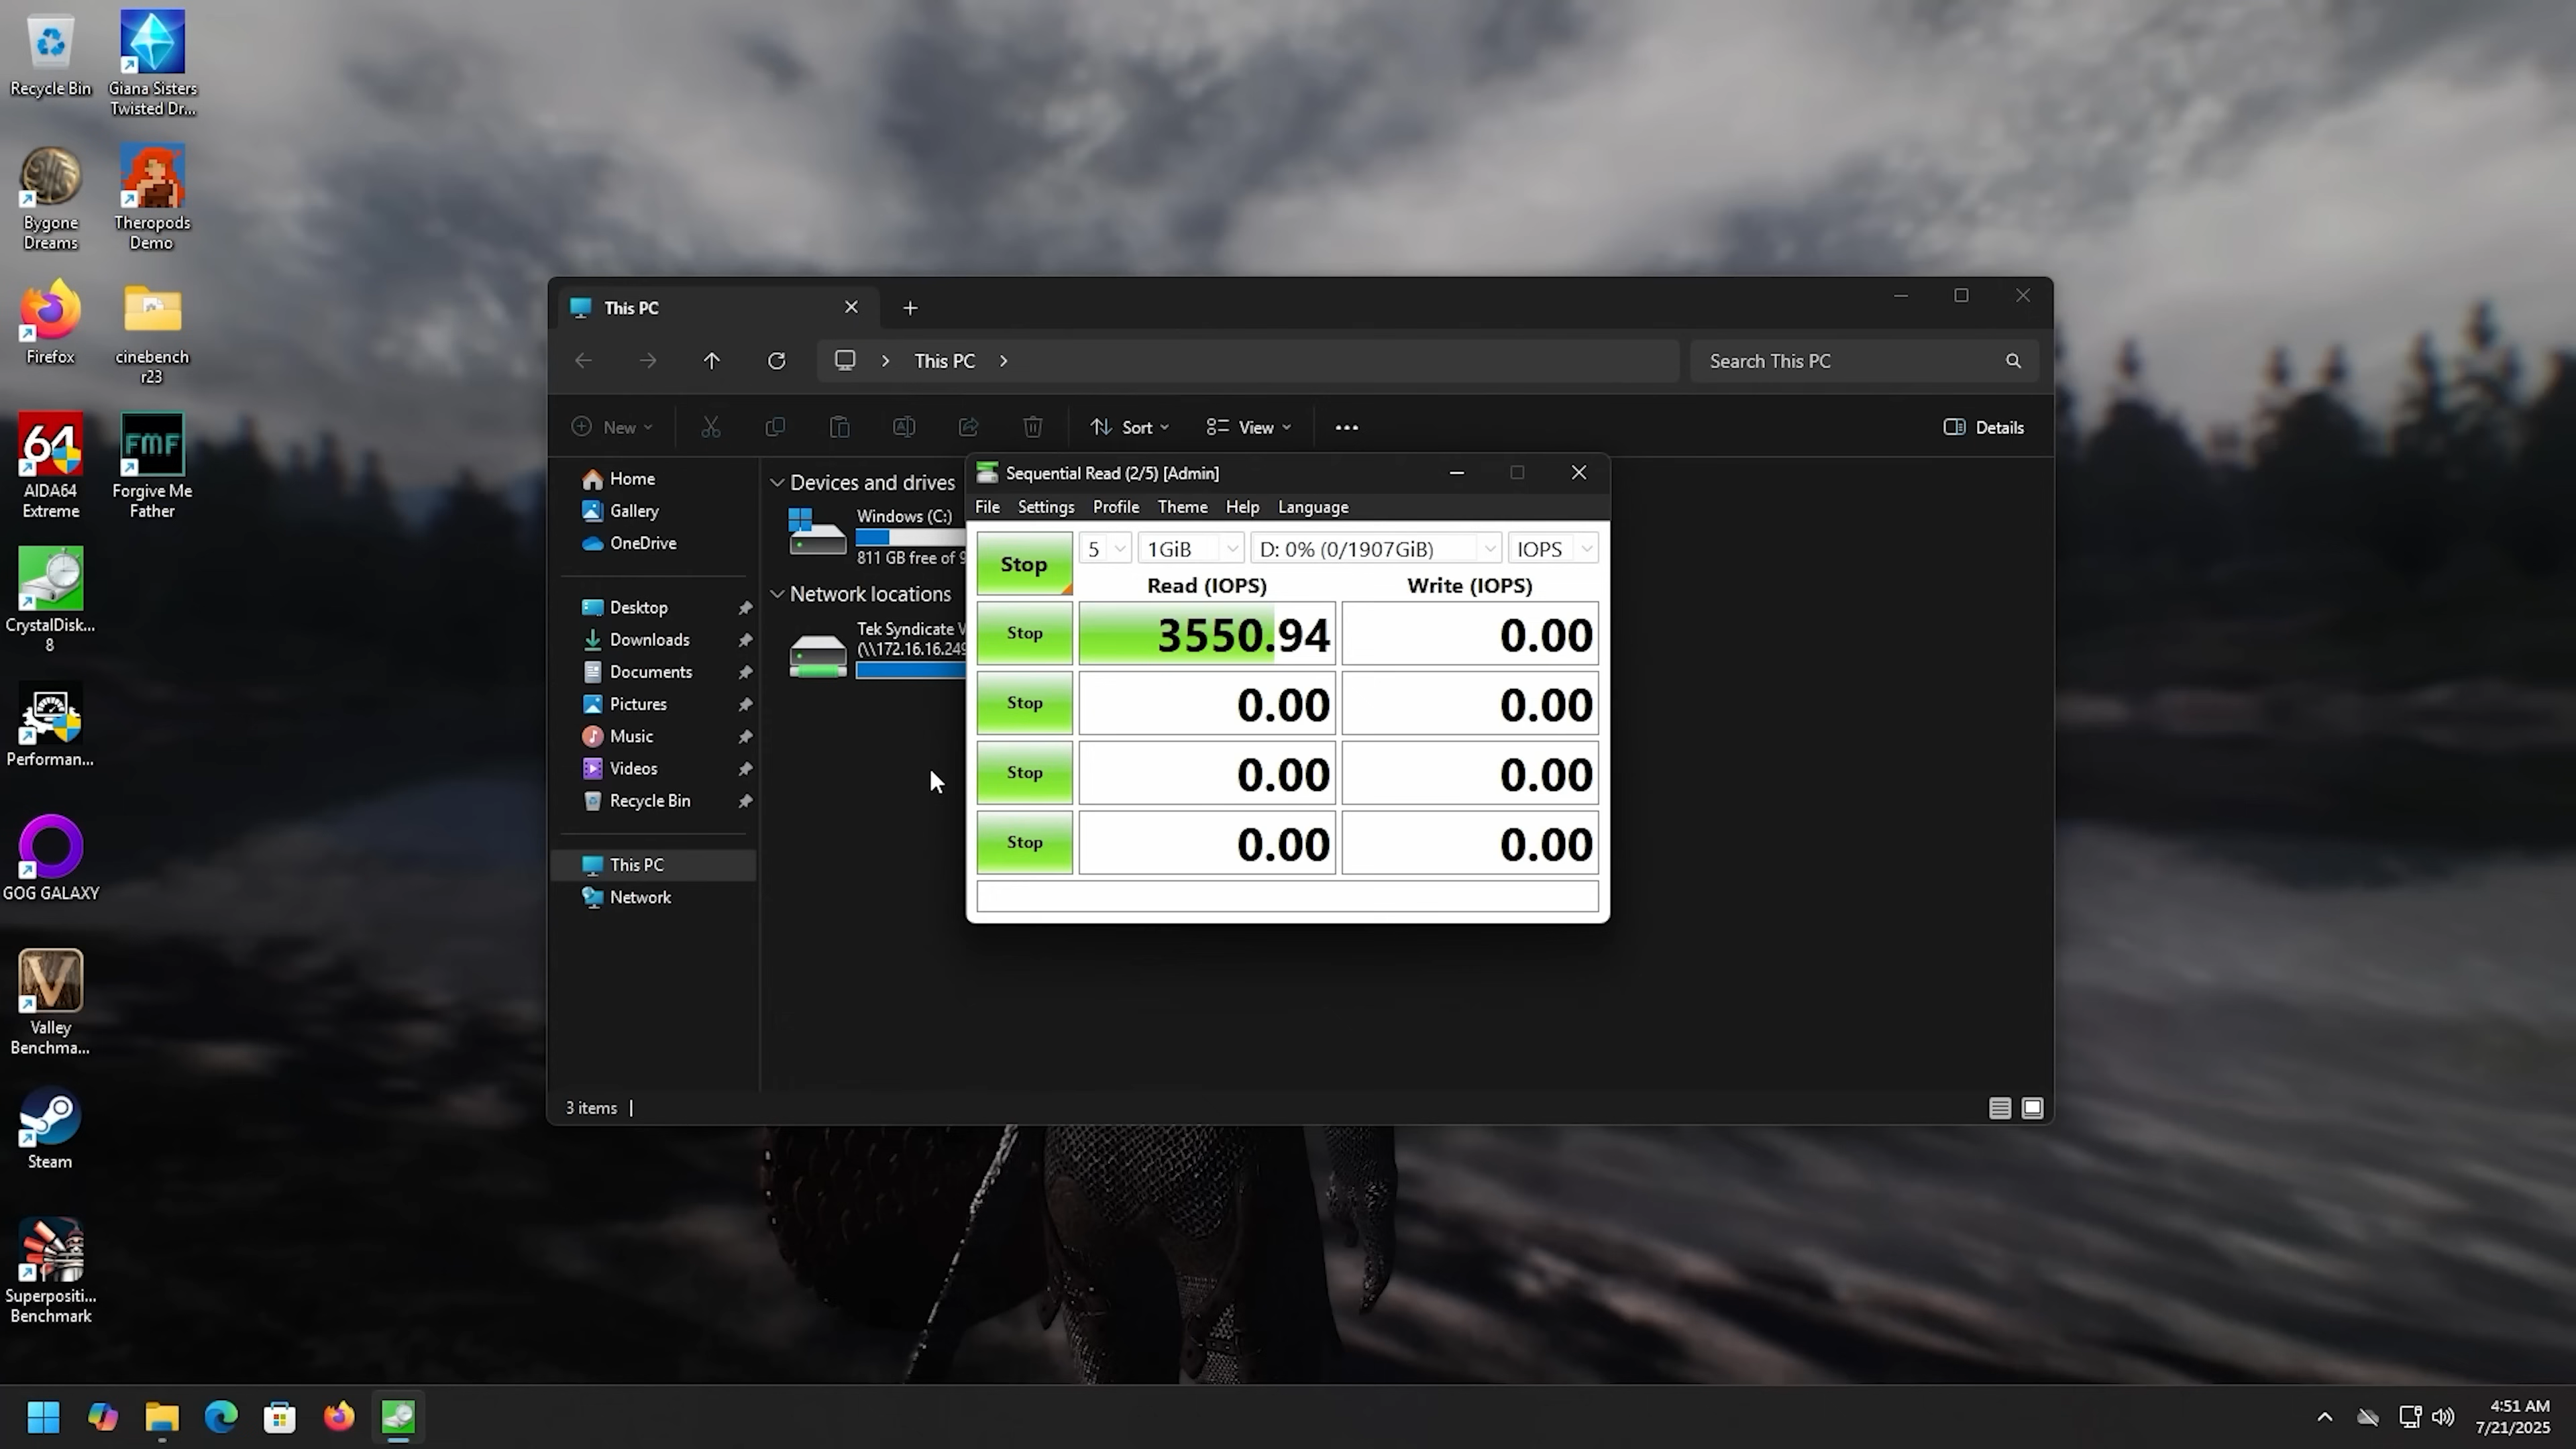 Recycle Bin
Giana Sisters
Twisted Dr...
Bygone
Dreams
Theropods
Demo
Firefox
cinebench
r23
64
AIDA64
Extreme
FMF
Forgive Me
Father
CrystalDisk...
8
Performan...
GOG GALAXY
V
Valley
Benchma...
Steam
Superpositi...
Benchmark
This PC
This PC
Search This PC
New
Sort
View
Details
Home
Gallery
OneDrive
Desktop
Downloads
Documents
Pictures
Music
Videos
Recycle Bin
This PC
Network
Devices and drives
Windows (C:)
811 GB free of 9
Network locations
Tek Syndicate V
(\\172.16.16.249
3 items
Sequential Read (2/5) [Admin]
File Settings Profile Theme Help Language
Stop 5 1GiB D: 0% (0/1907GiB) IOPS
Read (IOPS) Write (IOPS)
Stop 3550.94 0.00
Stop 0.00 0.00
Stop 0.00 0.00
Stop 0.00 0.00
4:51 AM
7/21/2025